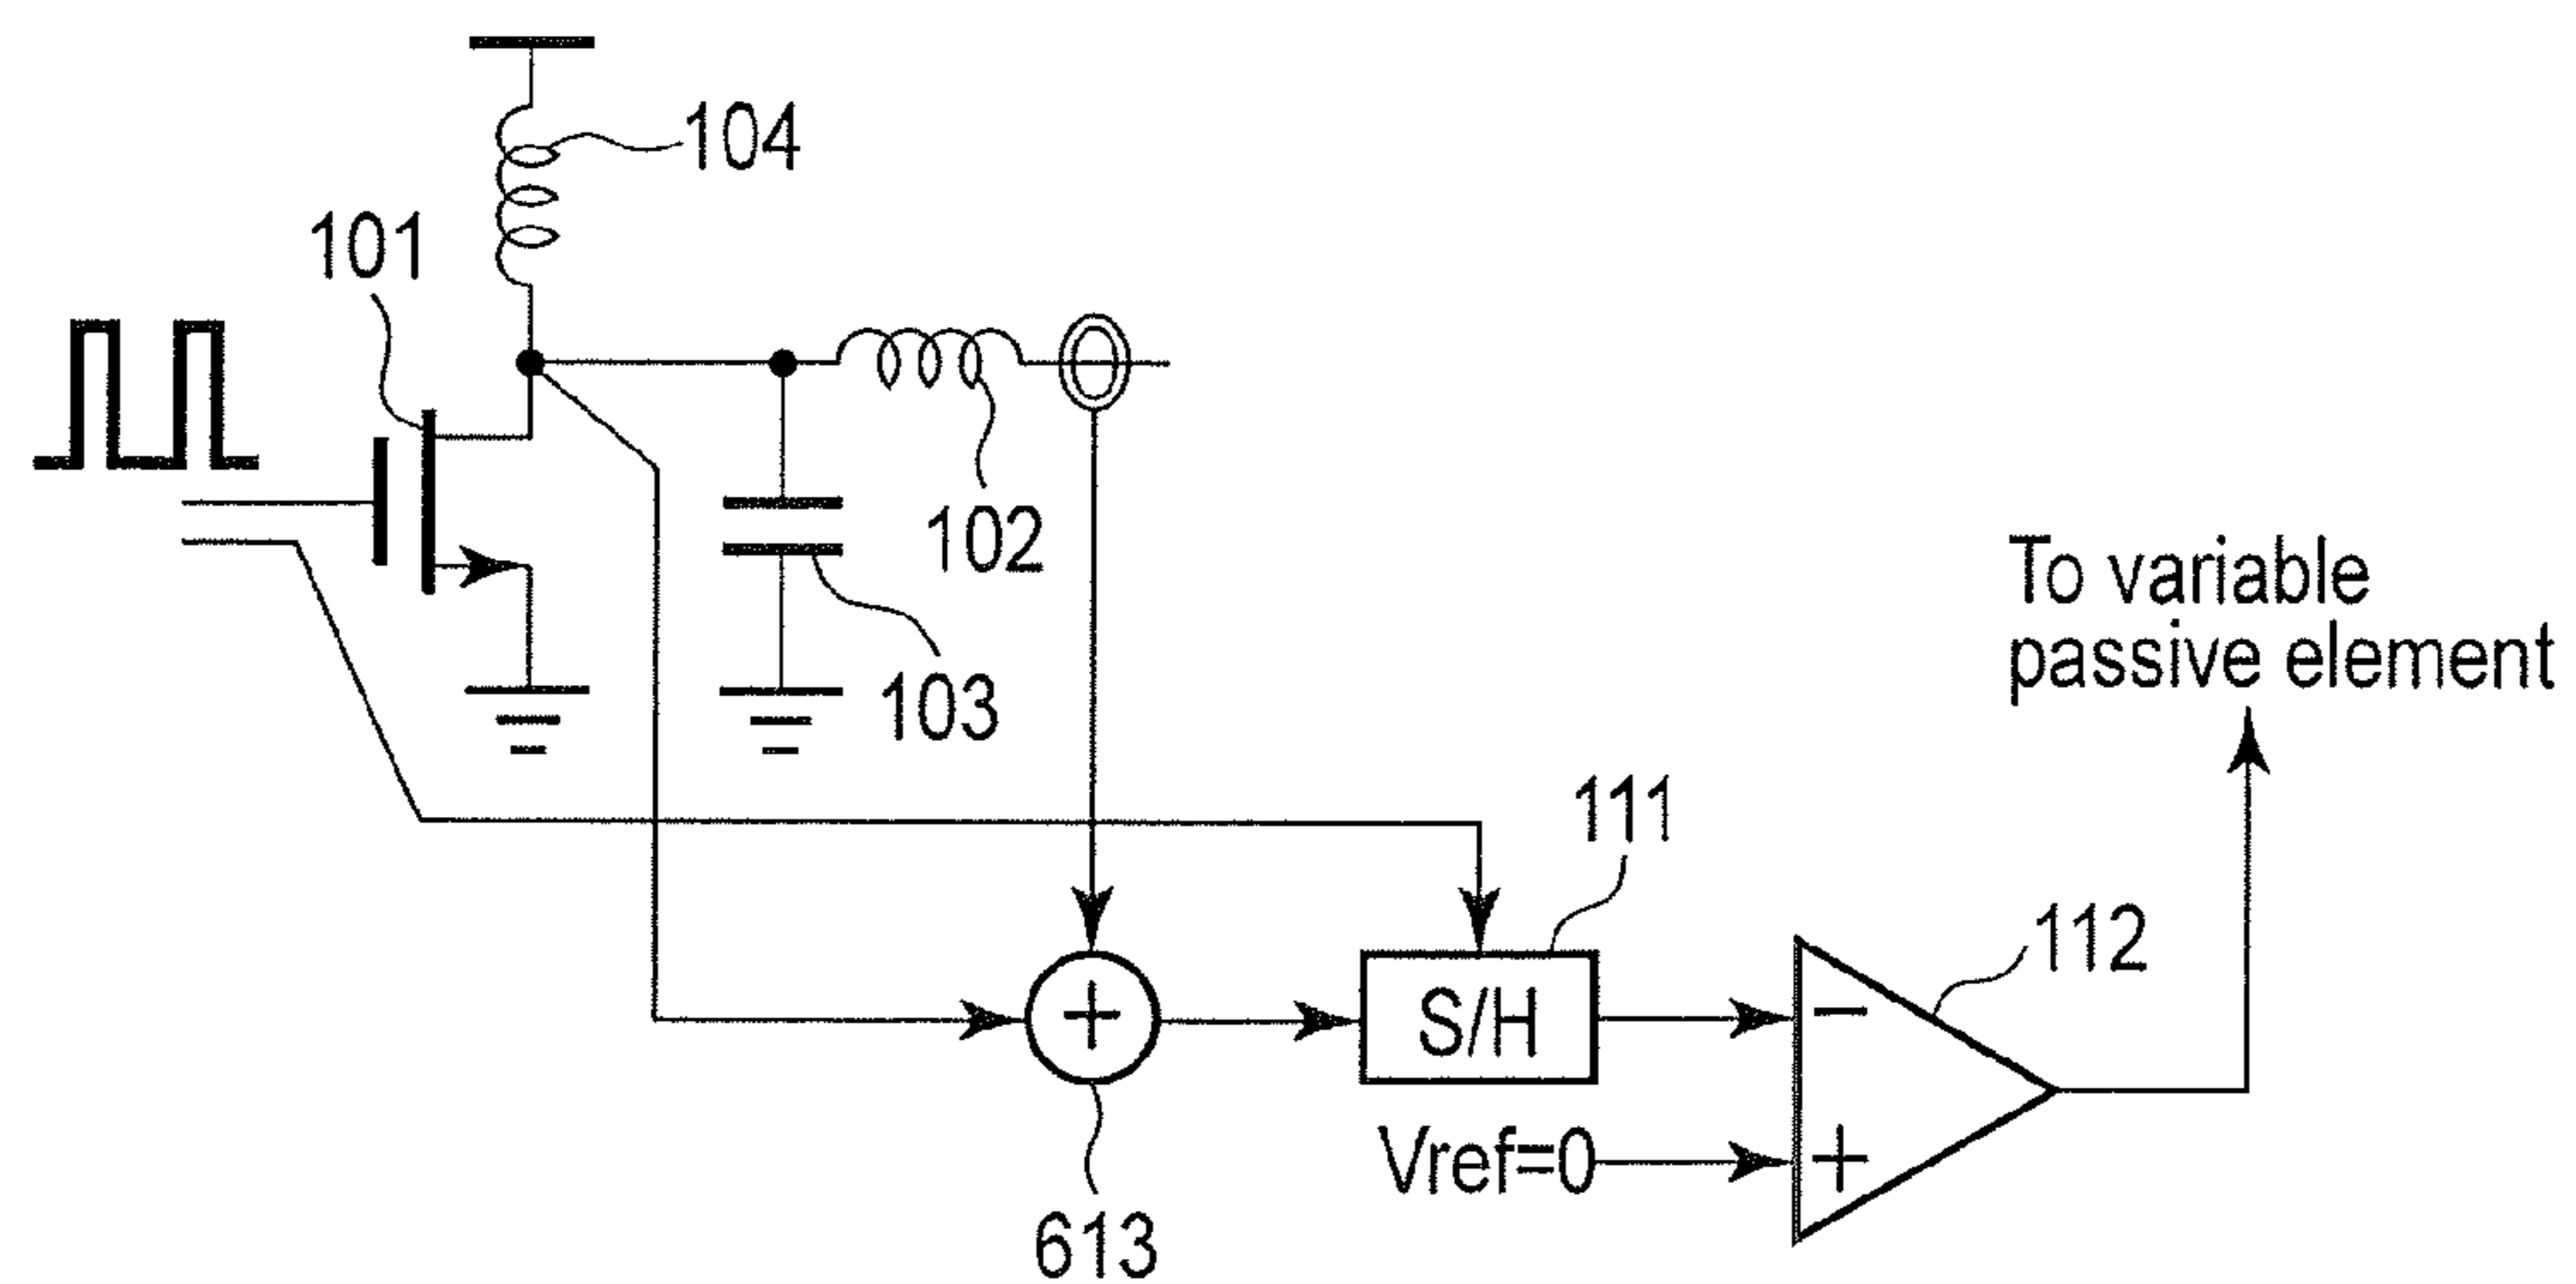 104
101
102
103
To variable
passive element
111
112
+
S/H
−
Vref=0
+
613